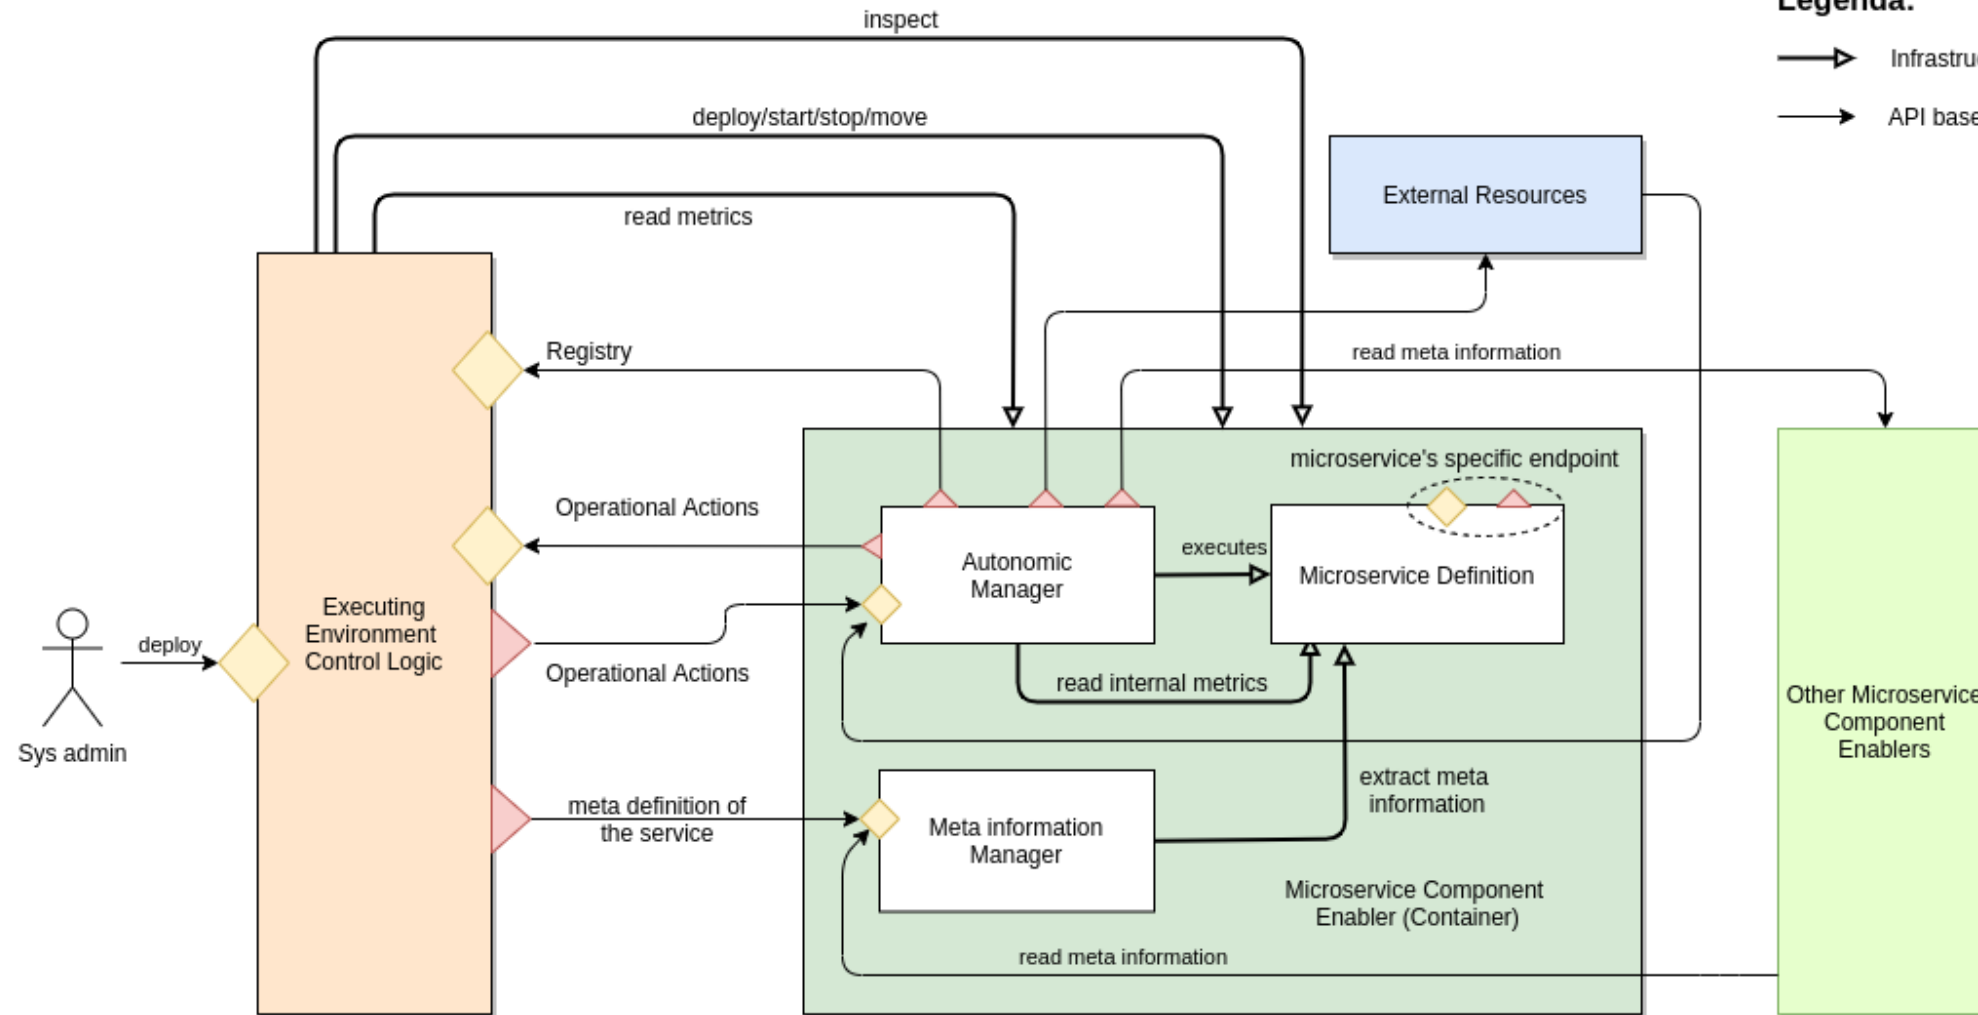 inspect
Legenda:
deploy/start/stop/move
read metrics
External Resources
Registry
read meta information
microservice's specific endpoint
Operational Actions
executes
Autonomic
Manager
Microservice Definition
Executing
Environment
Control Logic
deploy
Operational Actions
read internal metrics
Sys admin
Other Microservice
Component
Enablers
extract meta
information
meta definition of
the service
Meta information
Manager
Microservice Component
Enabler (Container)
read meta information
API